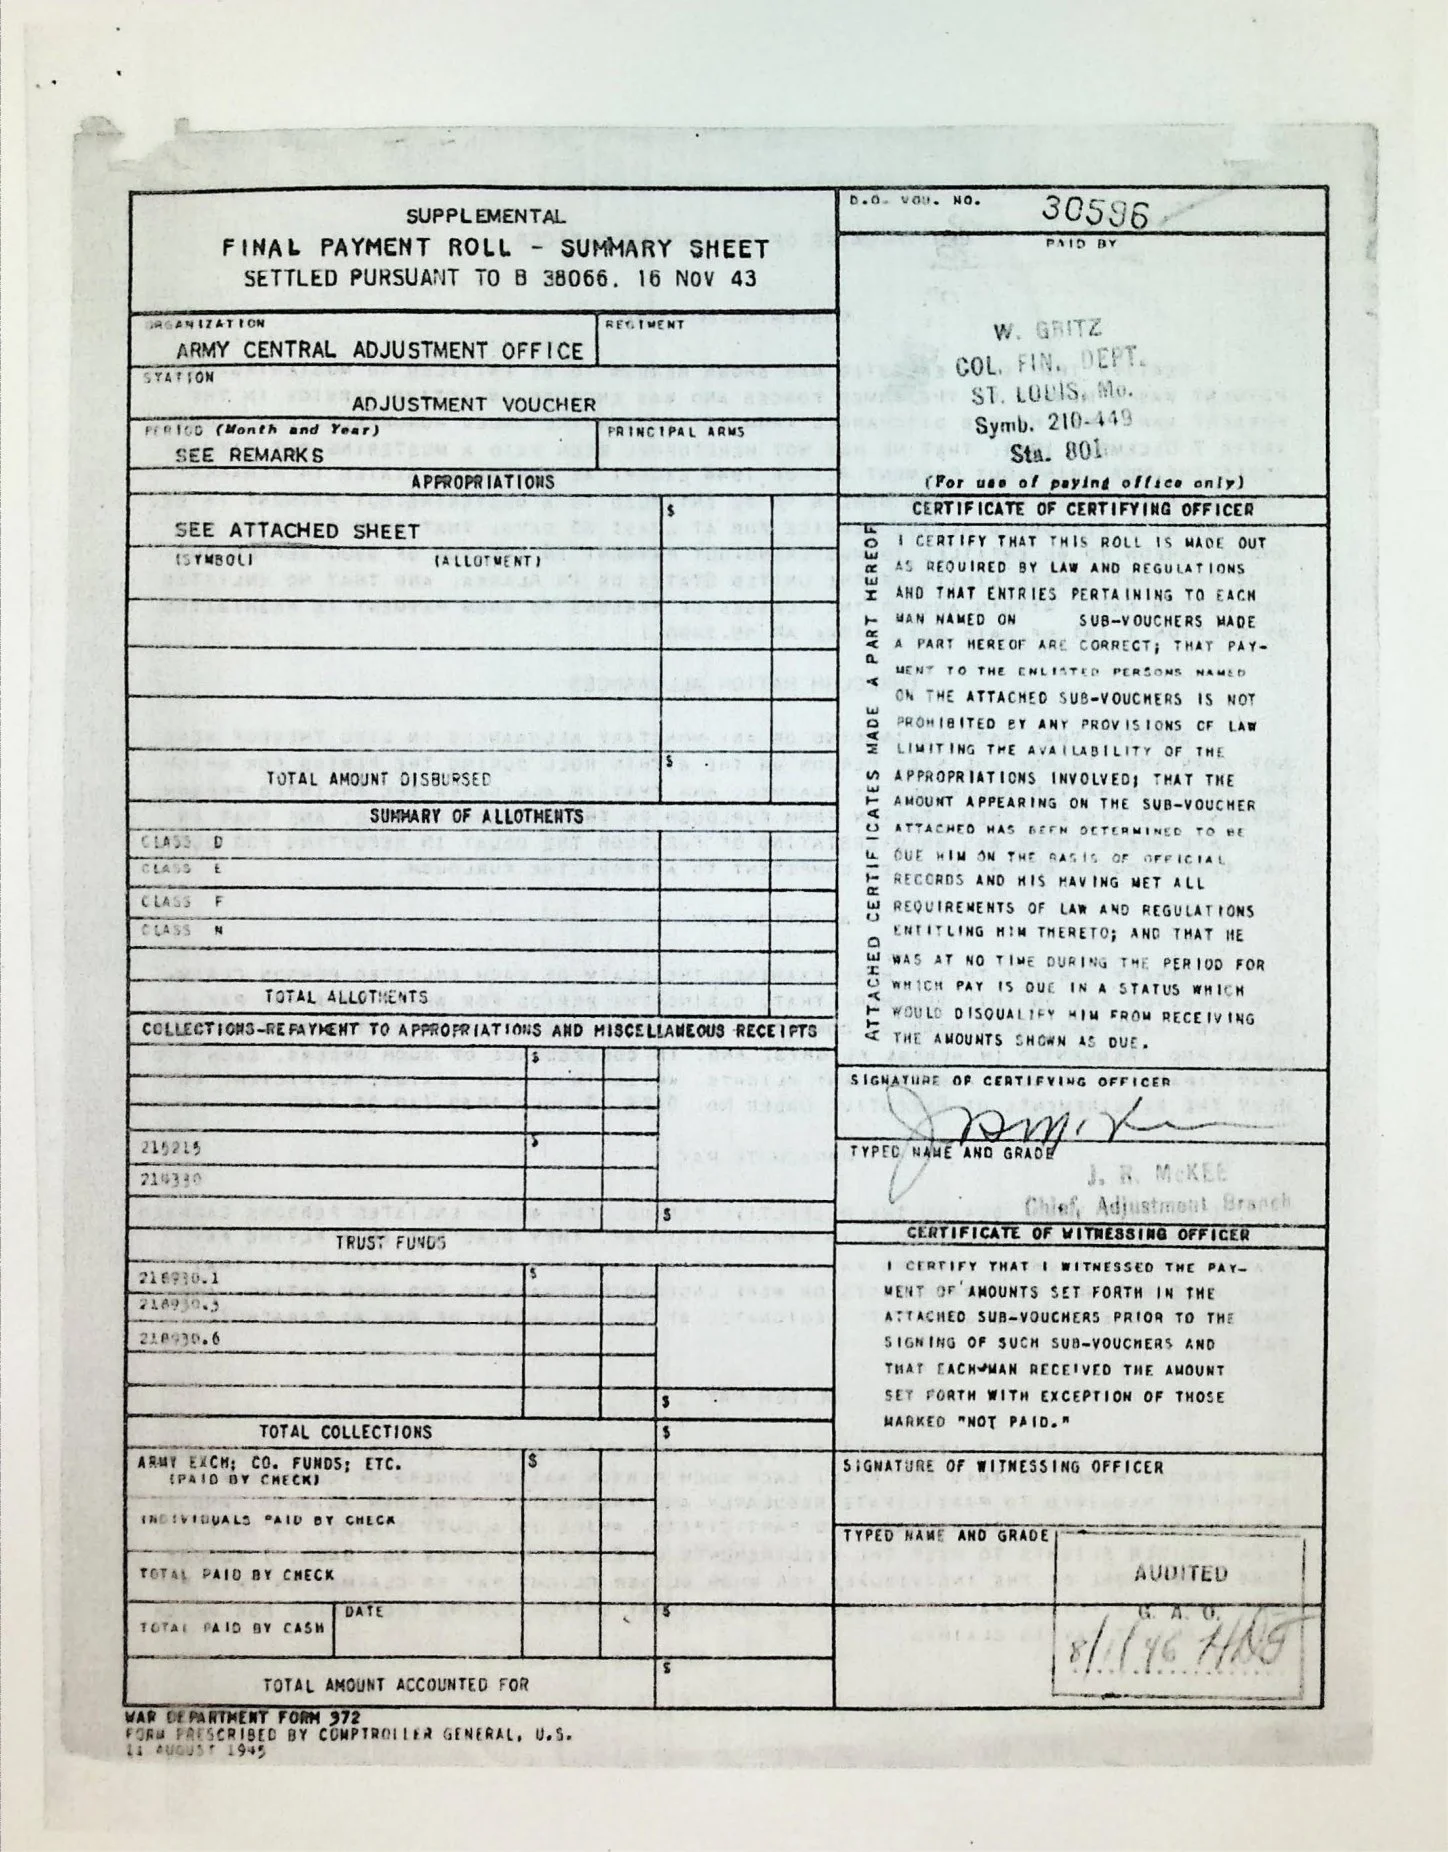 SUPPLEMENTAL
FINAL PAYMENT ROLL - SUMMARY SHEET
SETTLED PURSUANT TO B 38066. 16 NOV 43
D.O. VOU. NO. 30596
PAID BY
W. GRITZ
COL. FIN. DEPT.
ST. LOUIS, Mo.
Symb. 210-449
Sta. 801
(For use of paying office only)
ORGANIZATION
ARMY CENTRAL ADJUSTMENT OFFICE
REGIMENT
STATION
ADJUSTMENT VOUCHER
PERIOD (Month and Year)
SEE REMARKS
PRINCIPAL ARMS
APPROPRIATIONS
SEE ATTACHED SHEET
$
(SYMBOL) (ALLOTMENT)
TOTAL AMOUNT DISBURSED
$
SUMMARY OF ALLOTMENTS
CLASS D
CLASS E
CLASS F
CLASS N
TOTAL ALLOTMENTS
COLLECTIONS-REPAYMENT TO APPROPRIATIONS AND MISCELLANEOUS RECEIPTS
$
215215 $
214330
$
TRUST FUNDS
218930.1 $
218930.5
218930.6
$
TOTAL COLLECTIONS $
ARMY EXCH; CO. FUNDS; ETC. $
(PAID BY CHECK)
INDIVIDUALS PAID BY CHECK
TOTAL PAID BY CHECK
TOTAL PAID BY CASH
DATE
$
TOTAL AMOUNT ACCOUNTED FOR
$
CERTIFICATE OF CERTIFYING OFFICER
ATTACHED CERTIFICATES MADE A PART HEREOF
I CERTIFY THAT THIS ROLL IS MADE OUT
AS REQUIRED BY LAW AND REGULATIONS
AND THAT ENTRIES PERTAINING TO EACH
MAN NAMED ON SUB-VOUCHERS MADE
A PART HEREOF ARE CORRECT; THAT PAY-
MENT TO THE ENLISTED PERSONS NAMED
ON THE ATTACHED SUB-VOUCHERS IS NOT
PROHIBITED BY ANY PROVISIONS OF LAW
LIMITING THE AVAILABILITY OF THE
APPROPRIATIONS INVOLVED; THAT THE
AMOUNT APPEARING ON THE SUB-VOUCHER
ATTACHED HAS BEEN DETERMINED TO BE
DUE HIM ON THE BASIS OF OFFICIAL
RECORDS AND HIS HAVING MET ALL
REQUIREMENTS OF LAW AND REGULATIONS
ENTITLING HIM THERETO; AND THAT HE
WAS AT NO TIME DURING THE PERIOD FOR
WHICH PAY IS DUE IN A STATUS WHICH
WOULD DISQUALIFY HIM FROM RECEIVING
THE AMOUNTS SHOWN AS DUE.
SIGNATURE OF CERTIFYING OFFICER
TYPED NAME AND GRADE
J. R. McKEE
Chief, Adjustment Branch
CERTIFICATE OF WITNESSING OFFICER
I CERTIFY THAT I WITNESSED THE PAY-
MENT OF AMOUNTS SET FORTH IN THE
ATTACHED SUB-VOUCHERS PRIOR TO THE
SIGNING OF SUCH SUB-VOUCHERS AND
THAT EACH MAN RECEIVED THE AMOUNT
SET FORTH WITH EXCEPTION OF THOSE
MARKED "NOT PAID."
SIGNATURE OF WITNESSING OFFICER
TYPED NAME AND GRADE
AUDITED
G. A. O.
8/1/46
WAR DEPARTMENT FORM 372
FORM PRESCRIBED BY COMPTROLLER GENERAL, U.S.
11 AUGUST 1945